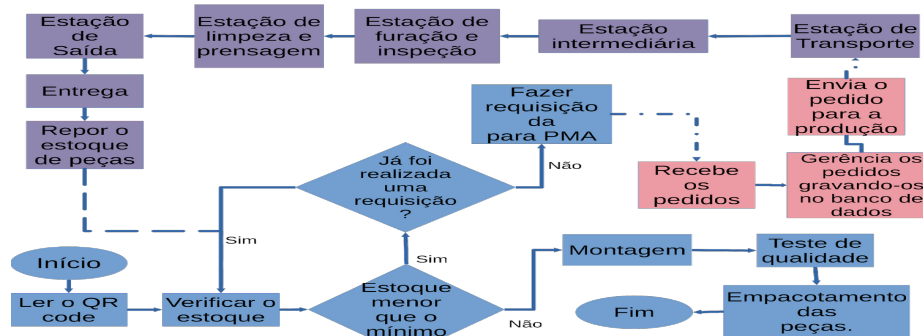 Estação
de
Saída
Estação de
limpeza e
prensagem
Estação de
furação e
inspeção
Estação
intermediária
Estação de
Transporte
Entrega
Repor o
estoque
de peças
Fazer
requisição
da
para PMA
Envia o
pedido
para a
produção
Já foi
realizada
uma
requisição
?
Não
Recebe
os
pedidos
Gerência os
pedidos
gravando-os
no banco de
dados
Sim
Início
Sim
Montagem
Teste de
qualidade
Ler o QR
code
Verificar o
estoque
Estoque
menor
que o
mínimo
Não
Fim
Empacotamento
das
peças.